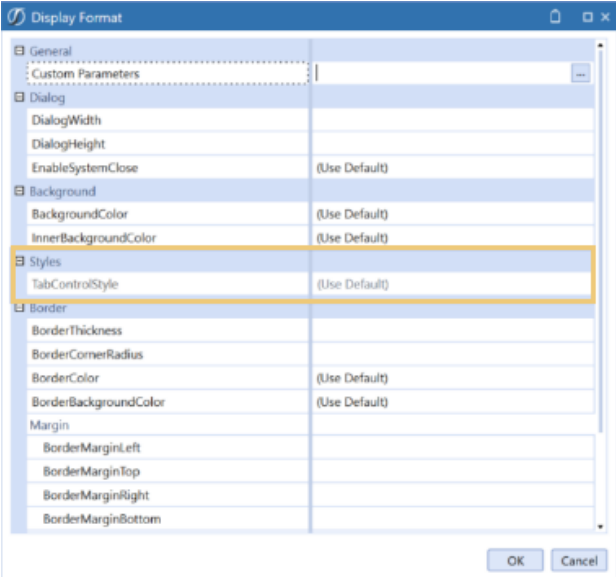 Display Format
General
Custom Parameters
...
Dialog
DialogWidth
DialogHeight
EnableSystemClose (Use Default)
Background
BackgroundColor (Use Default)
InnerBackgroundColor (Use Default)
Styles
TabControlStyle (Use Default)
Border
BorderThickness
BorderCornerRadius
BorderColor (Use Default)
BorderBackgroundColor (Use Default)
Margin
BorderMarginLeft
BorderMarginTop
BorderMarginRight
BorderMarginBottom
OK Cancel